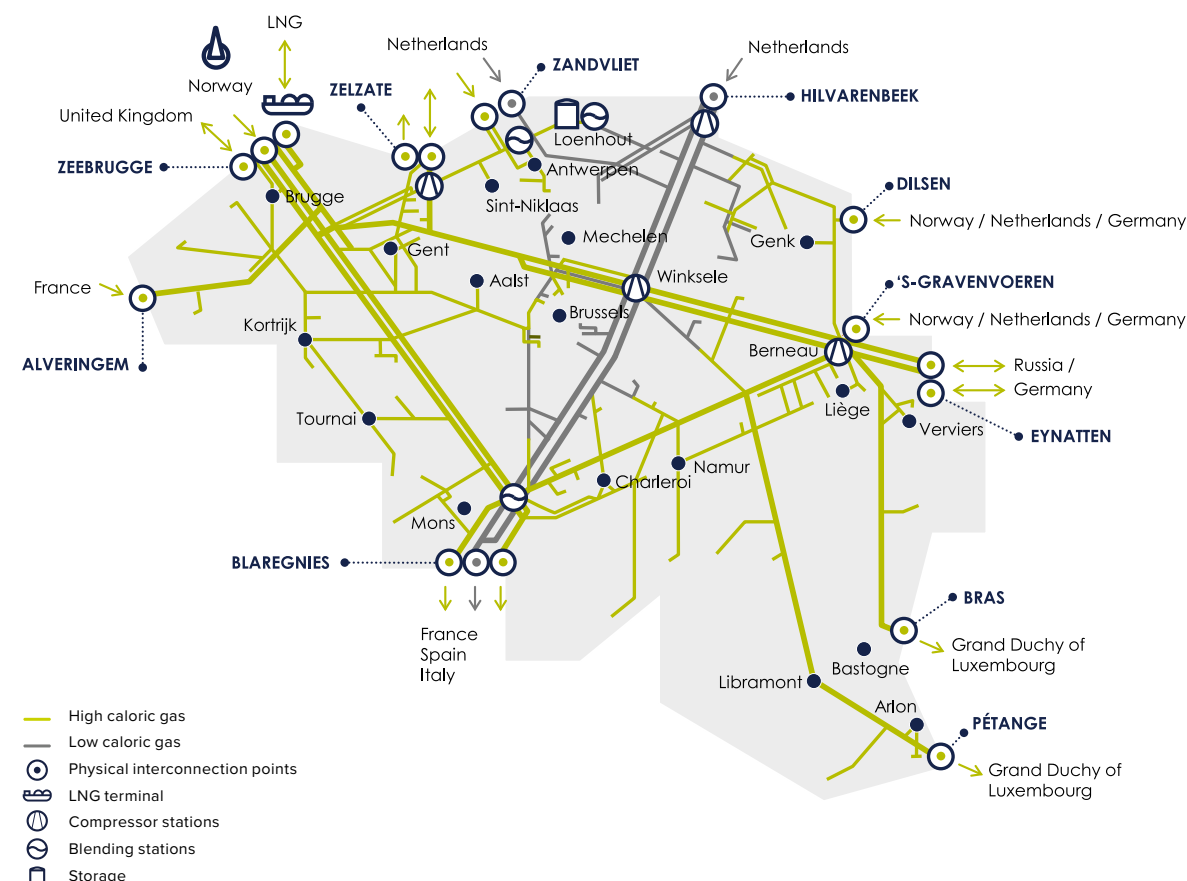 LNG
Netherlands
Netherlands
ZANDVLIET
Norway
ZELZATE
HILVARENBEEK
United Kingdom
Loenhout
ZEEBRUGGE
Antwerpen
DILSEN
Brugge
Sint-Niklaas
Norway / Netherlands / Germany
Mechelen
Genk
Gent
Winksele
Aalst
'S-GRAVENVOEREN
France
Brussels
Norway / Netherlands / Germany
Kortrijk
Berneau
ALVERINGEM
Russia /
Germany
Liège
Tournai
Verviers
EYNATTEN
Namur
Charleroi
Mons
BLAREGNIES
BRAS
France
Spain
Italy
Grand Duchy of
Luxembourg
Bastogne
Libramont
Arlon
PÉTANGE
Grand Duchy of
Luxembourg
High caloric gas
Low caloric gas
Physical interconnection points
LNG terminal
Compressor stations
Blending stations
Storage